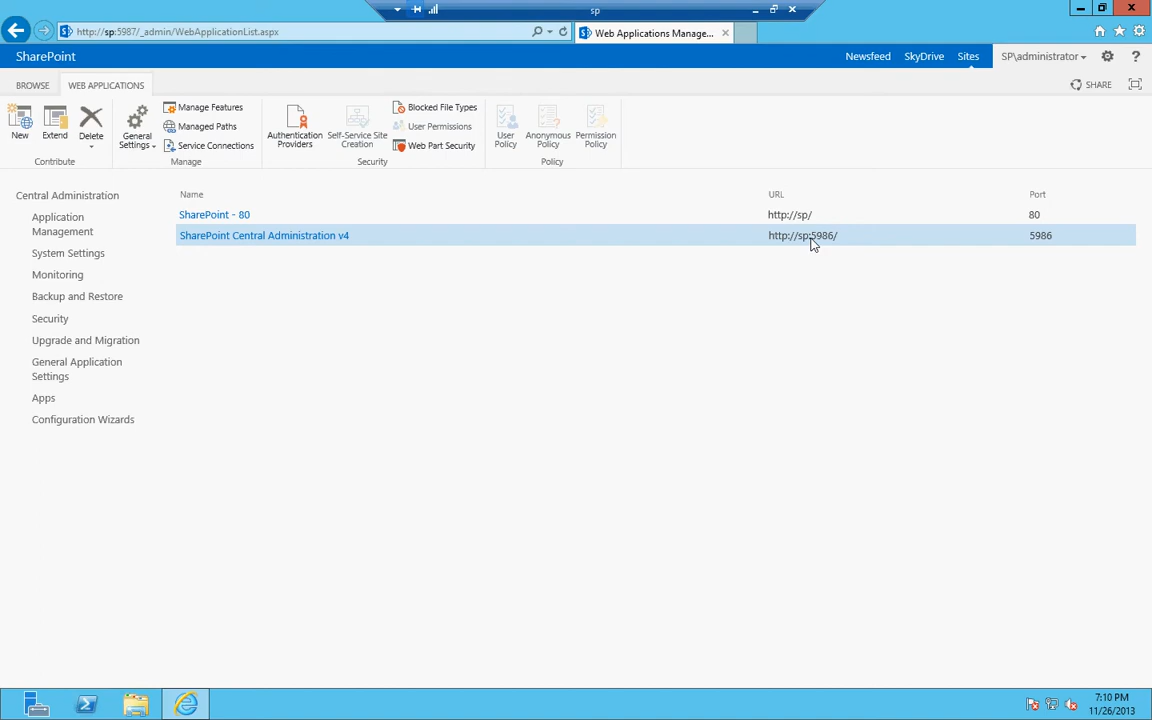 sp
http://sp:5987/_admin/WebApplicationList.aspx
Web Applications Manage...
SharePoint
Newsfeed SkyDrive Sites SP\administrator ?
BROWSE WEB APPLICATIONS
SHARE
New Extend Delete
Contribute
General Settings
Manage Features
Managed Paths
Service Connections
Manage
Authentication Providers
Self-Service Site Creation
Blocked File Types
User Permissions
Web Part Security
Security
User Policy
Anonymous Policy
Permission Policy
Policy
Central Administration
Application Management
System Settings
Monitoring
Backup and Restore
Security
Upgrade and Migration
General Application Settings
Apps
Configuration Wizards
Name URL Port
SharePoint - 80 http://sp/ 80
SharePoint Central Administration v4 http://sp:5986/ 5986
7:10 PM
11/26/2013